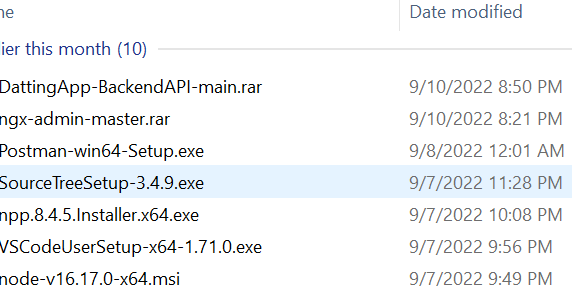 ne Date modified
ier this month (10)
DattingApp-BackendAPI-main.rar 9/10/2022 8:50 PM
ngx-admin-master.rar 9/10/2022 8:21 PM
Postman-win64-Setup.exe 9/8/2022 12:01 AM
SourceTreeSetup-3.4.9.exe 9/7/2022 11:28 PM
npp.8.4.5.Installer.x64.exe 9/7/2022 10:08 PM
VSCodeUserSetup-x64-1.71.0.exe 9/7/2022 9:56 PM
node-v16.17.0-x64.msi 9/7/2022 9:49 PM